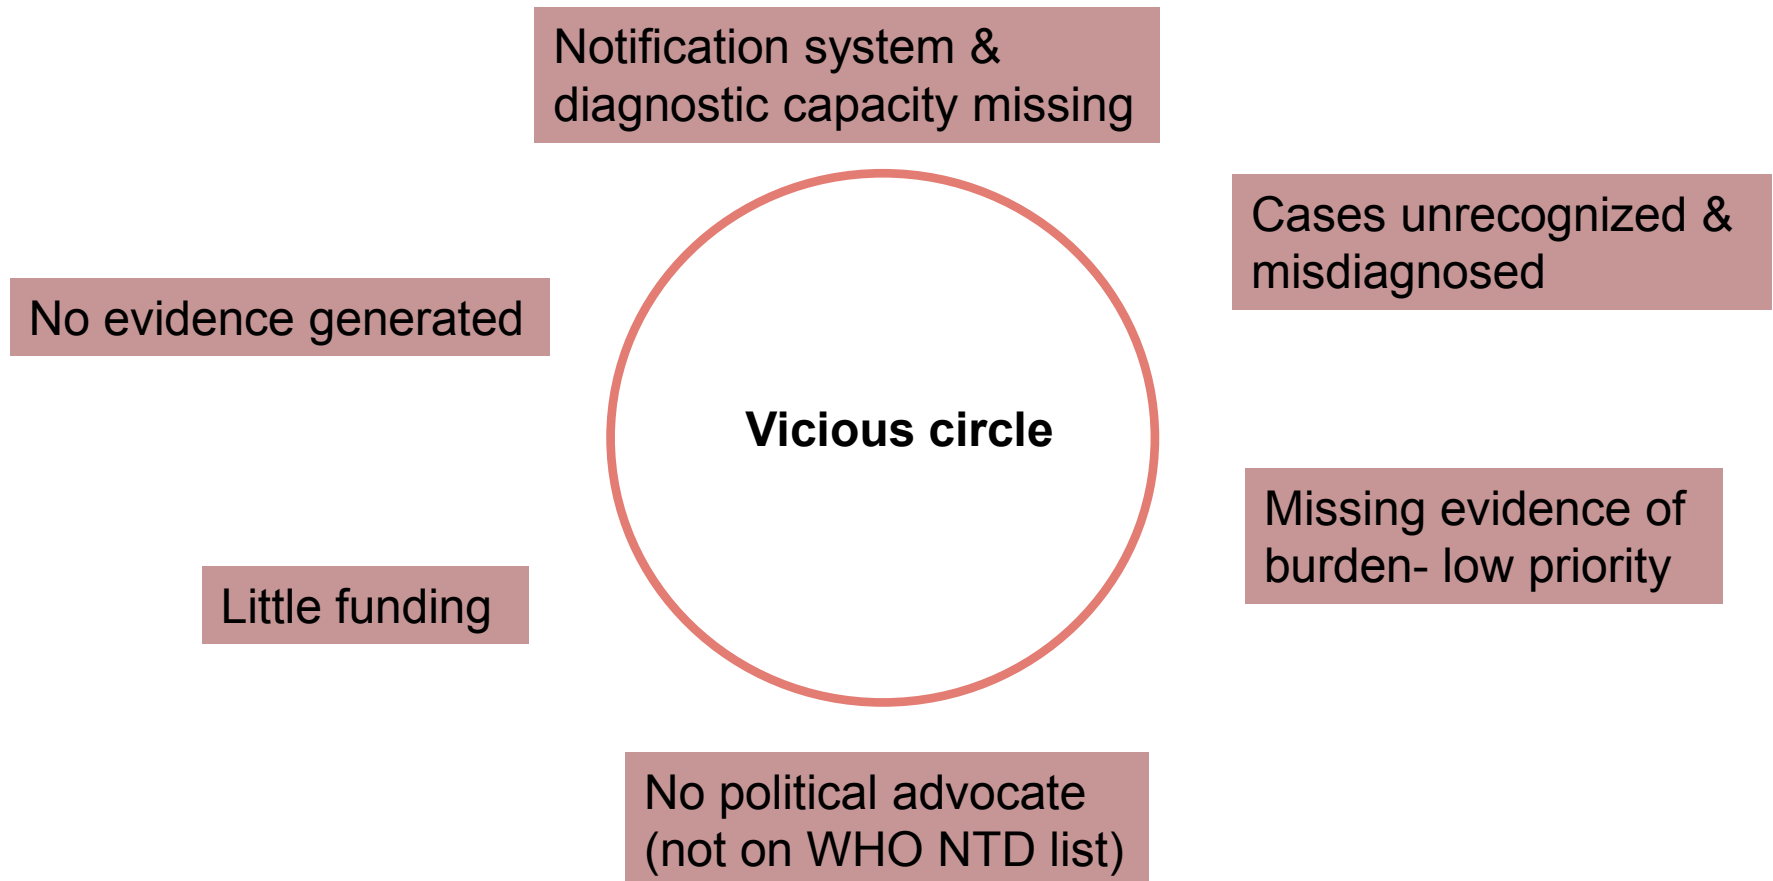 Notification system &
diagnostic capacity missing
Cases unrecognized &
misdiagnosed
No evidence generated
Vicious circle
Missing evidence of
burden- low priority
Little funding
No political advocate
(not on WHO NTD list)